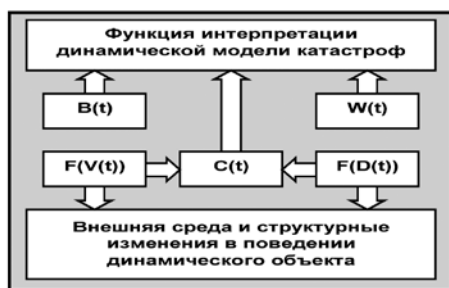 Функция интерпретации
динамической модели катастроф
B(t)
W(t)
F(V(t))
C(t)
F(D(t))
Внешняя среда и структурные
изменения в поведении
динамического объекта